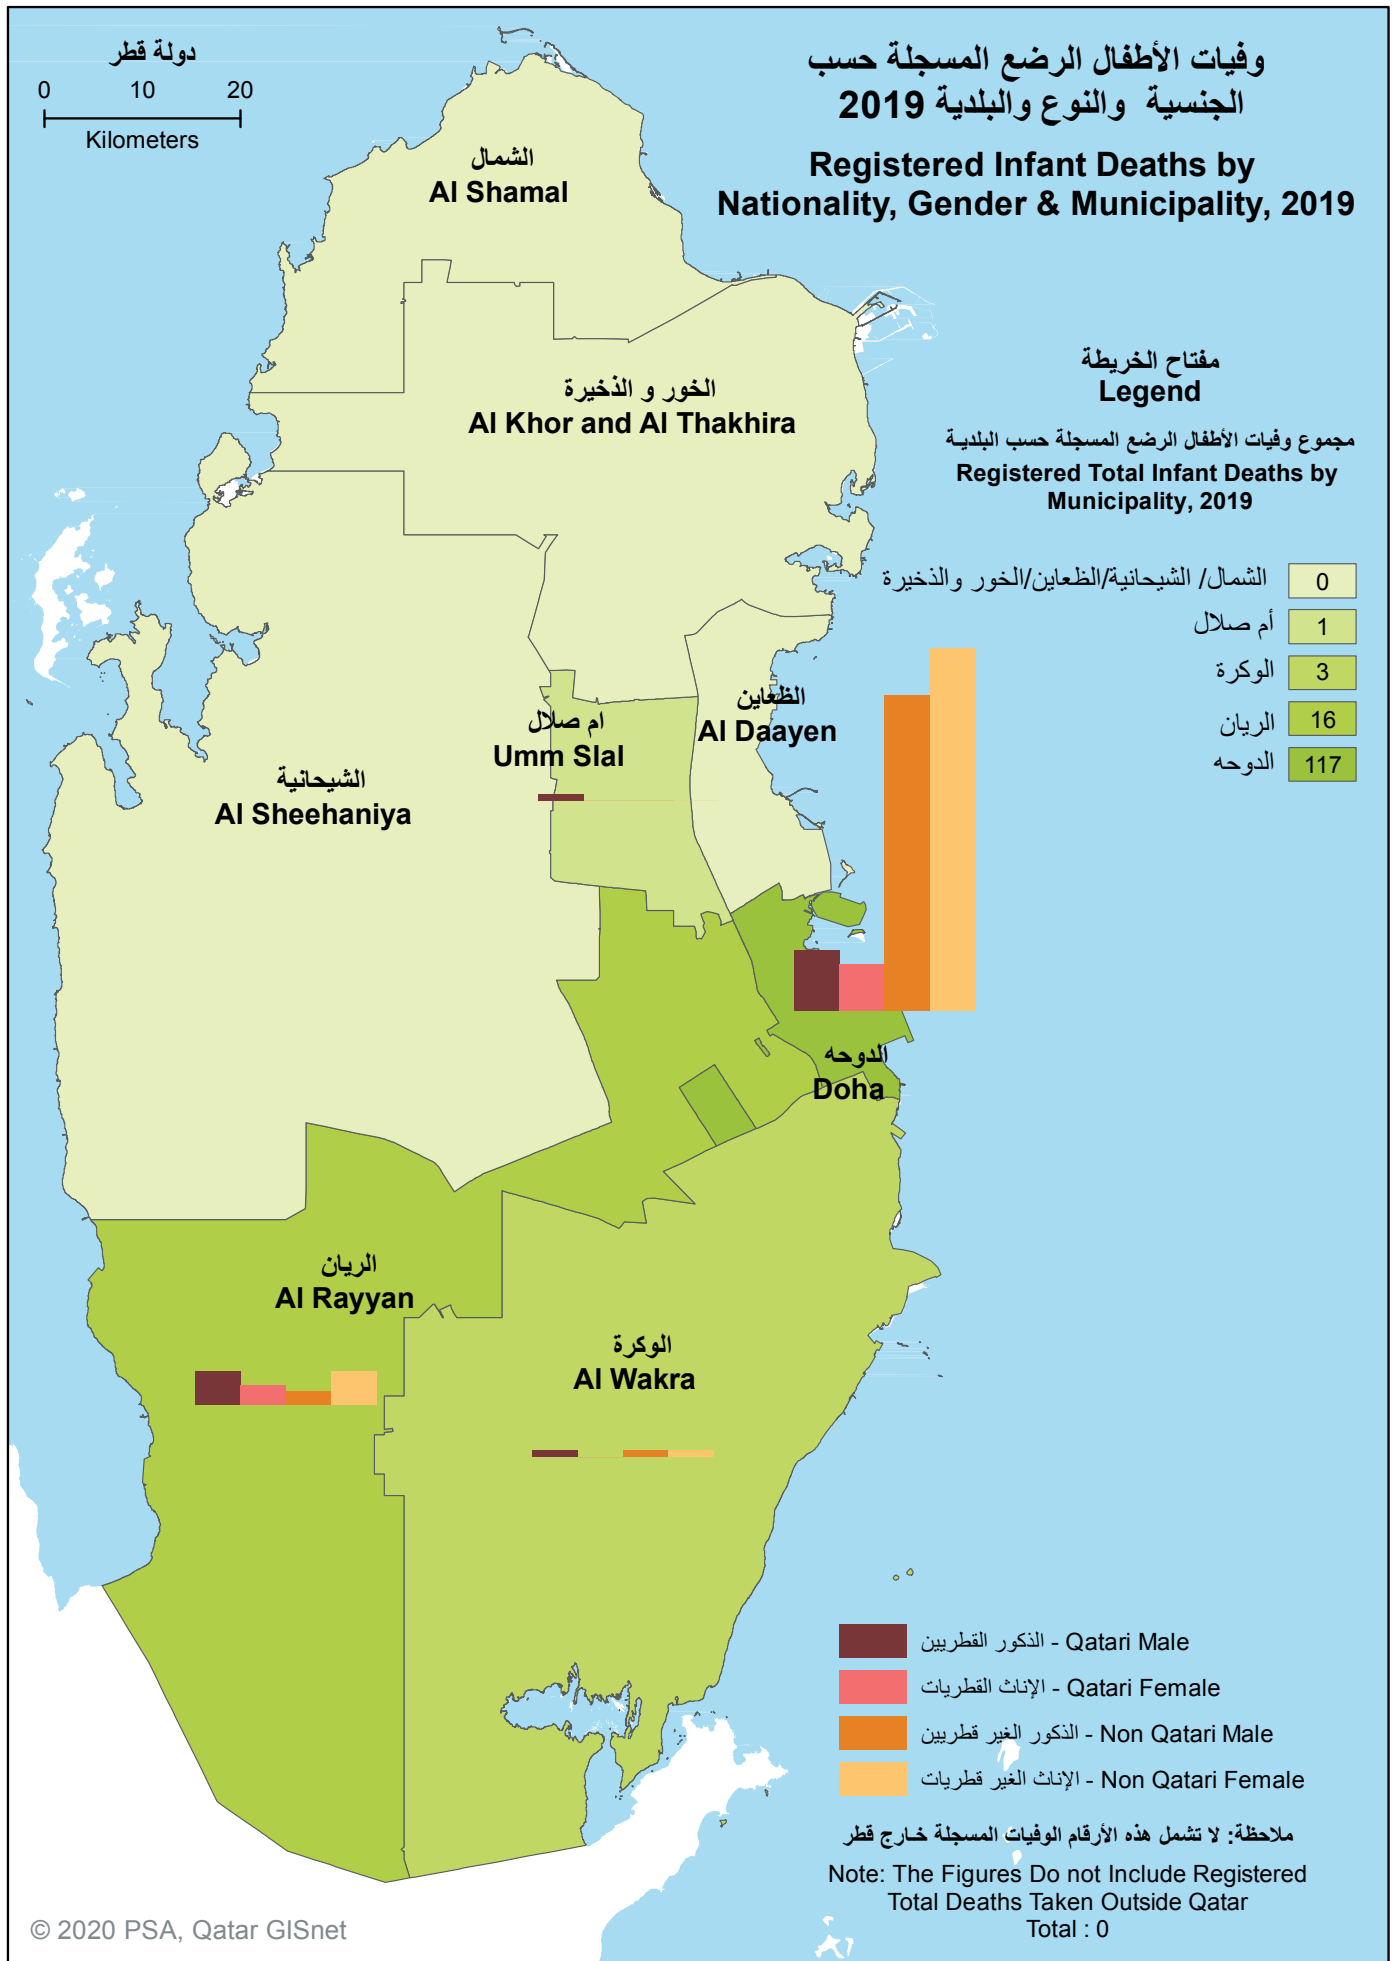 دولة قطر
0 10 20
Kilometers
وفيات الأطفال الرضع المسجلة حسب
الجنسية والنوع والبلدية 2019
Registered Infant Deaths by
Nationality, Gender & Municipality, 2019
الشمال
Al Shamal
الخور و الذخيرة
Al Khor and Al Thakhira
مفتاح الخريطة
Legend
مجموع وفيات الأطفال الرضع المسجلة حسب البلديـة
Registered Total Infant Deaths by
Municipality, 2019
الشمال/ الشيحانية/الظعاين/الخور والذخيرة 0
أم صلال 1
الوكرة 3
الريان 16
الدوحه 117
الظعاين
Al Daayen
ام صلال
Umm Slal
الشيحانية
Al Sheehaniya
الدوحه
Doha
الريان
Al Rayyan
الوكرة
Al Wakra
الذكور القطريين - Qatari Male
الإناث القطريات - Qatari Female
الذكور الغير قطريين - Non Qatari Male
الإناث الغير قطريات - Non Qatari Female
ملاحظة: لا تشمل هذه الأرقام الوفيات المسجلة خـارج قطر
Note: The Figures Do not Include Registered
Total Deaths Taken Outside Qatar
Total : 0
© 2020 PSA, Qatar GISnet